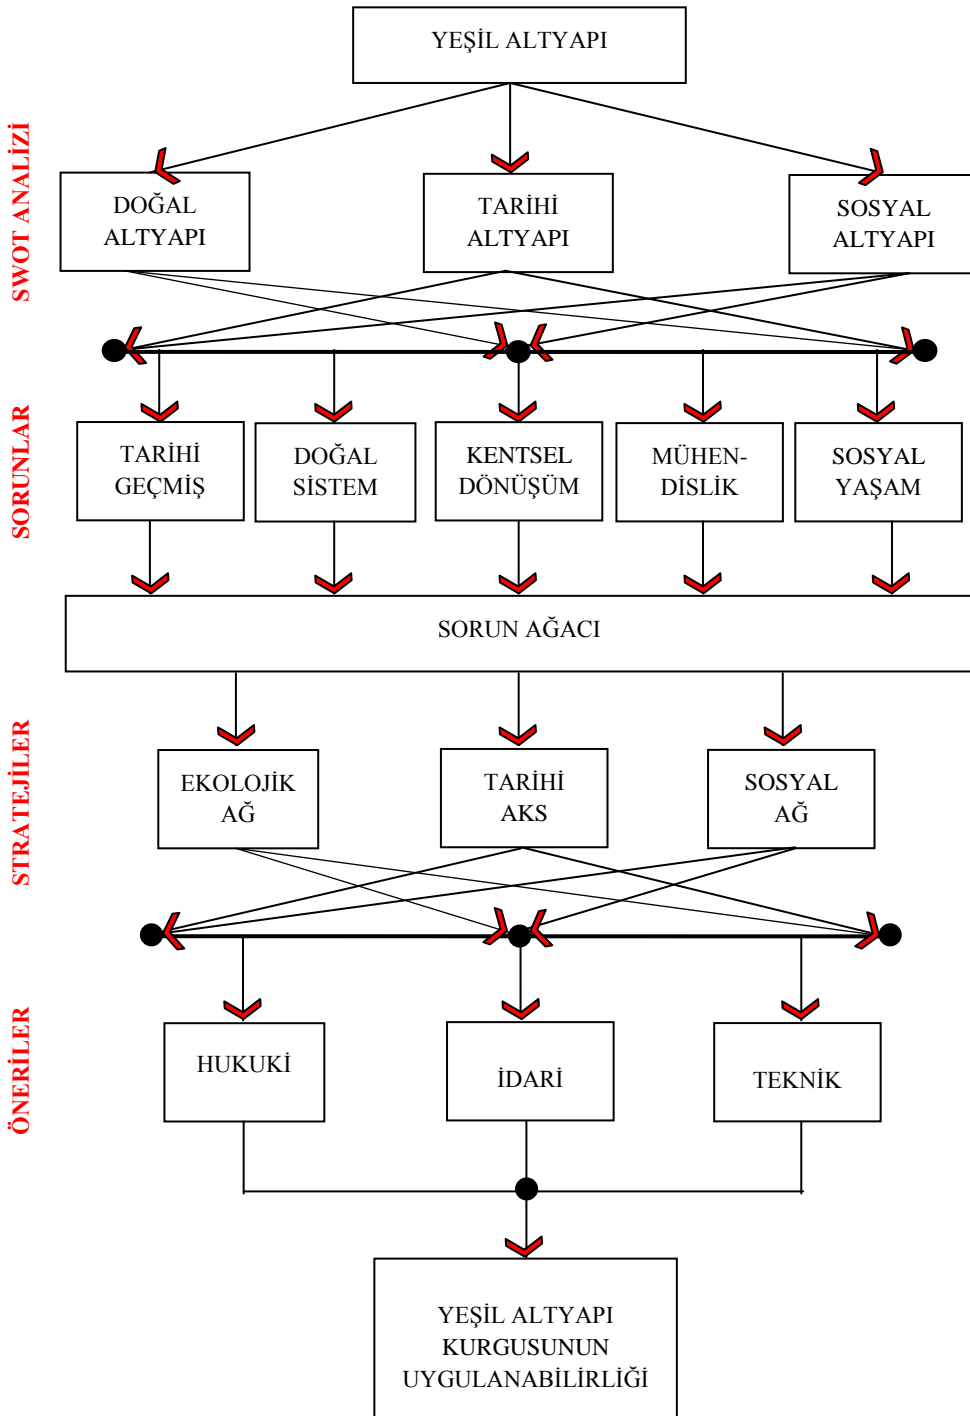 YEŞİL ALTYAPI
SWOT ANALİZİ
DOĞAL
ALTYAPI
TARİHİ
ALTYAPI
SOSYAL
ALTYAPI
SORUNLAR
TARİHİ
GEÇMİŞ
DOĞAL
SİSTEM
KENTSEL
DÖNÜŞÜM
MÜHEN-
DİSLİK
SOSYAL
YAŞAM
SORUN AĞACI
STRATEJİLER
EKOLOJİK
AĞ
TARİHİ
AKS
SOSYAL
AĞ
ÖNERİLER
HUKUKİ
İDARİ
TEKNİK
YEŞİL ALTYAPI
KURGUSUNUN
UYGULANABİLİRLİĞİ